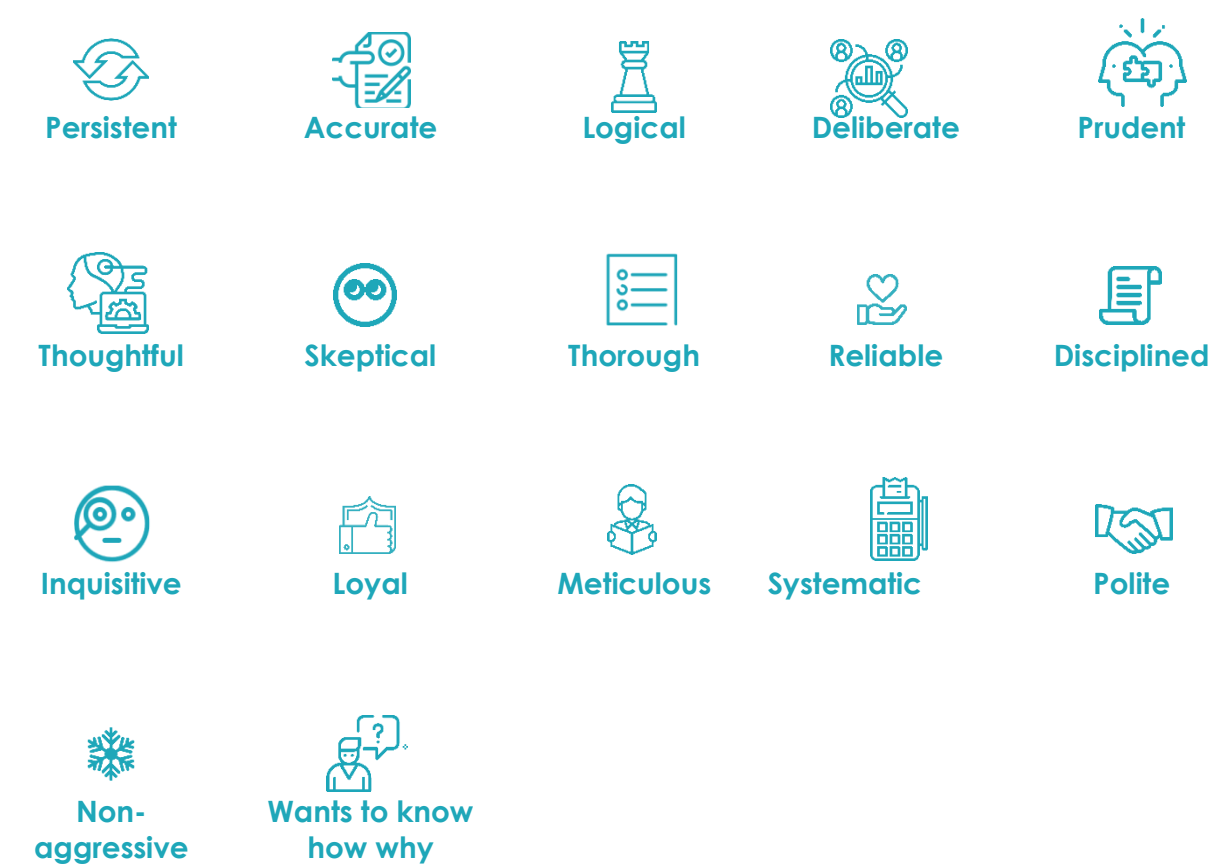 Persistent
Accurate
Logical
Deliberate
Prudent
Thoughtful
Skeptical
Thorough
Reliable
Disciplined
Inquisitive
Loyal
Meticulous
Systematic
Polite
Non-
aggressive
Wants to know
how why